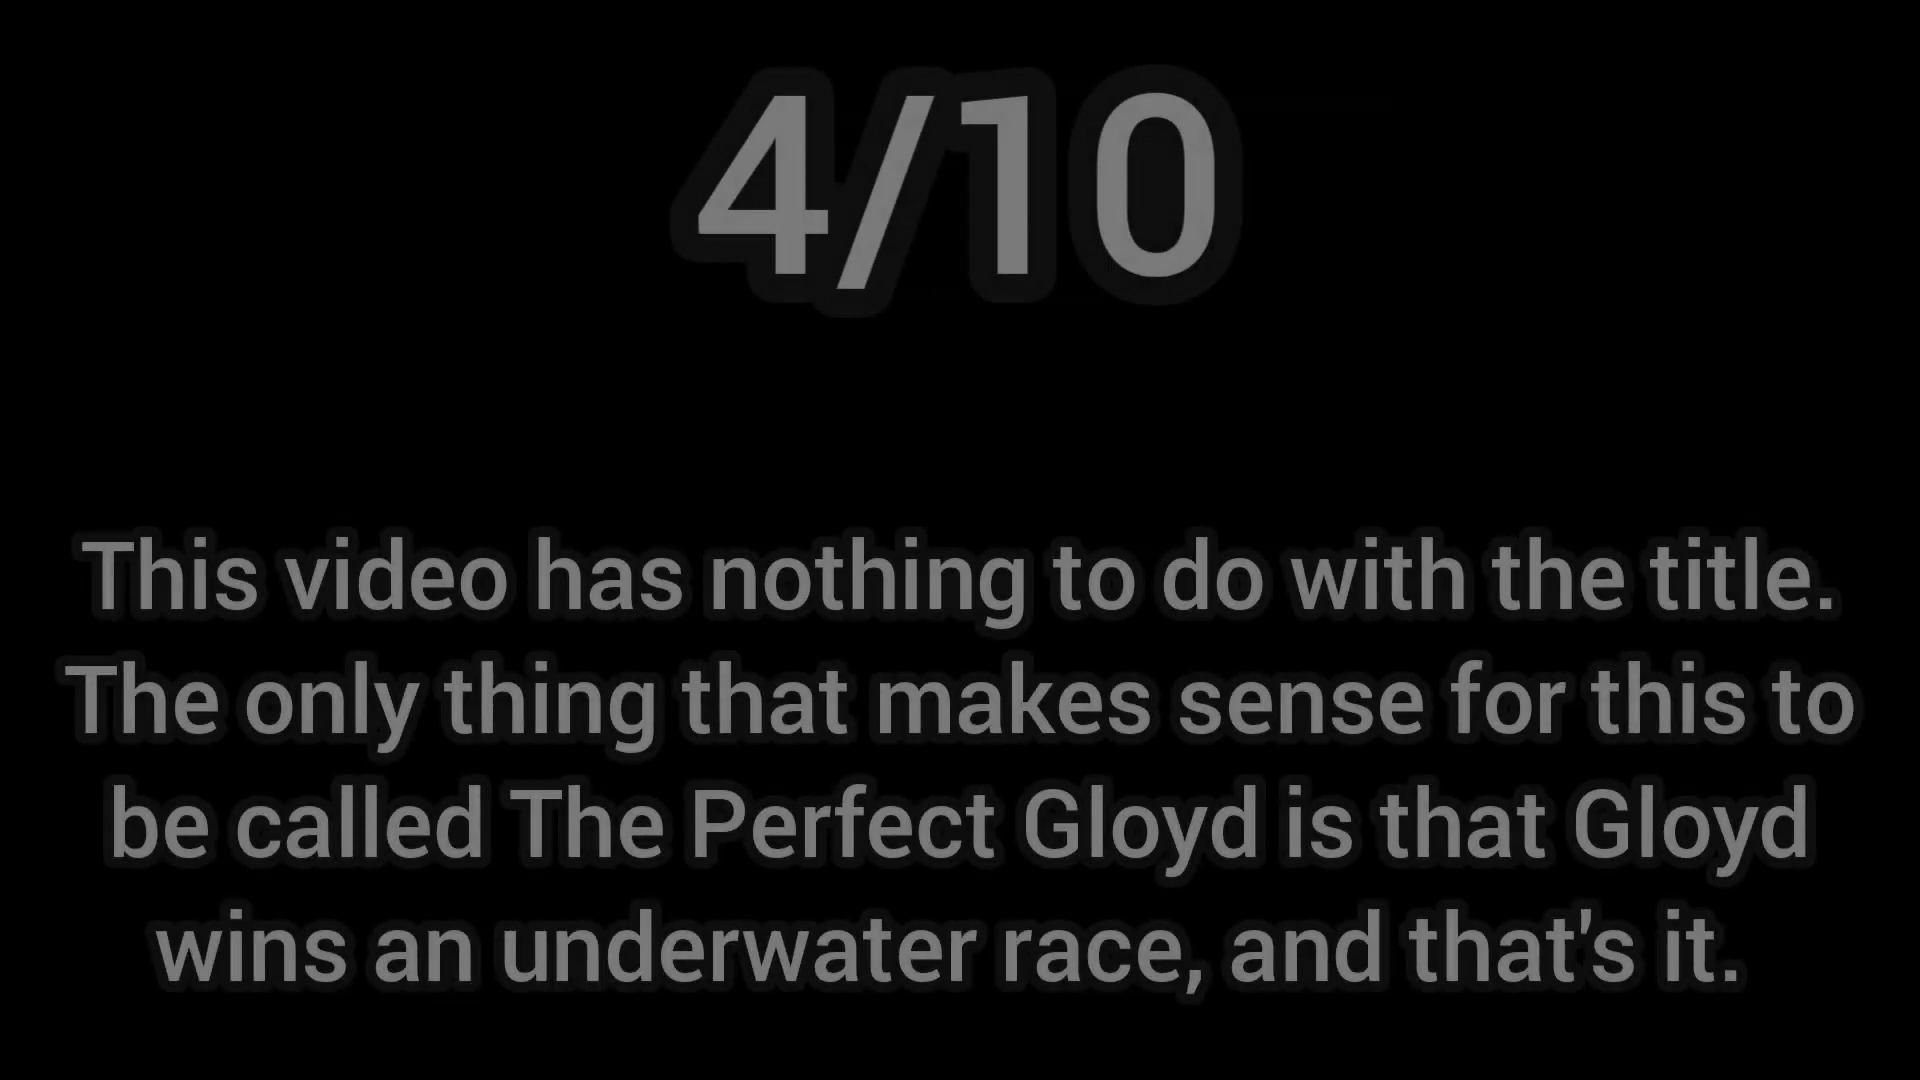 4/10
This video has nothing to do with the title.
The only thing that makes sense for this to
be called The Perfect Gloyd is that Gloyd
wins an underwater race, and that's it.